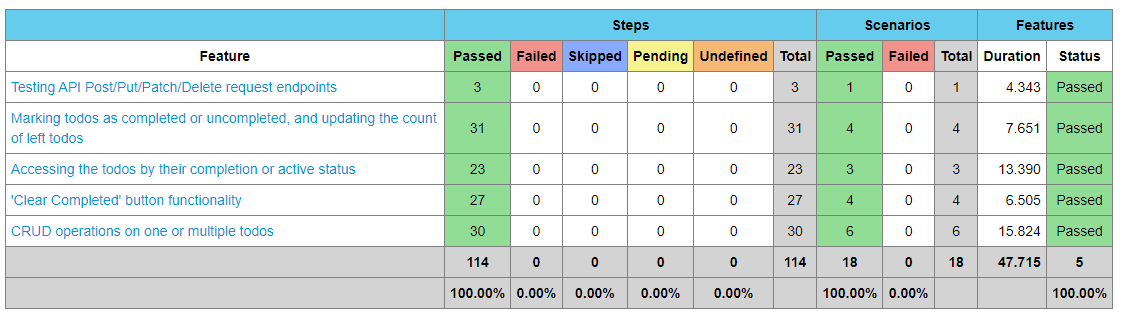 Steps Scenarios Features
Feature Passed Failed Skipped Pending Undefined Total Passed Failed Total Duration Status
Testing API Post/Put/Patch/Delete request endpoints 3 0 0 0 0 3 1 0 1 4.343 Passed
Marking todos as completed or uncompleted, and updating the count
of left todos 31 0 0 0 0 31 4 0 4 7.651 Passed
Accessing the todos by their completion or active status 23 0 0 0 0 23 3 0 3 13.390 Passed
'Clear Completed' button functionality 27 0 0 0 0 27 4 0 4 6.505 Passed
CRUD operations on one or multiple todos 30 0 0 0 0 30 6 0 6 15.824 Passed
114 0 0 0 0 114 18 0 18 47.715 5
100.00% 0.00% 0.00% 0.00% 0.00% 100.00% 0.00% 100.00%